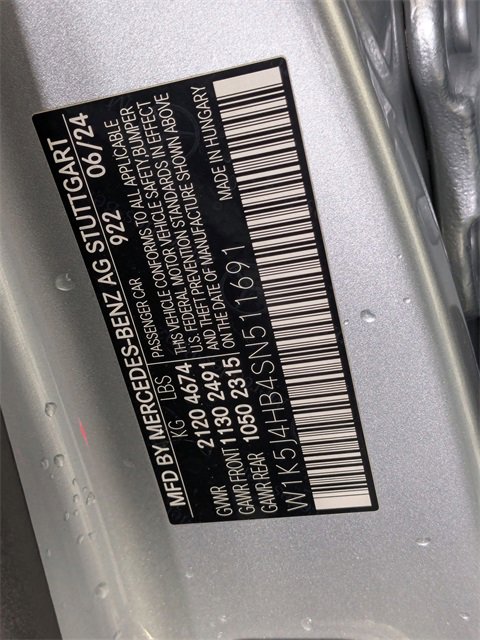 MFD BY MERCEDES-BENZ AG STUTTGART
922 06/24
KG LBS
GWR 2120 4674
GAWR FRONT 1130 2491
GAWR REAR 1050 2315
PASSENGER CAR
THIS VEHICLE CONFORMS TO ALL APPLICABLE
U.S. FEDERAL MOTOR VEHICLE SAFETY,BUMPER
AND THEFT PREVENTION STANDARDS IN EFFECT
ON THE DATE OF MANUFACTURE SHOWN ABOVE
MADE IN HUNGARY
W1K5J4HB4SN511691